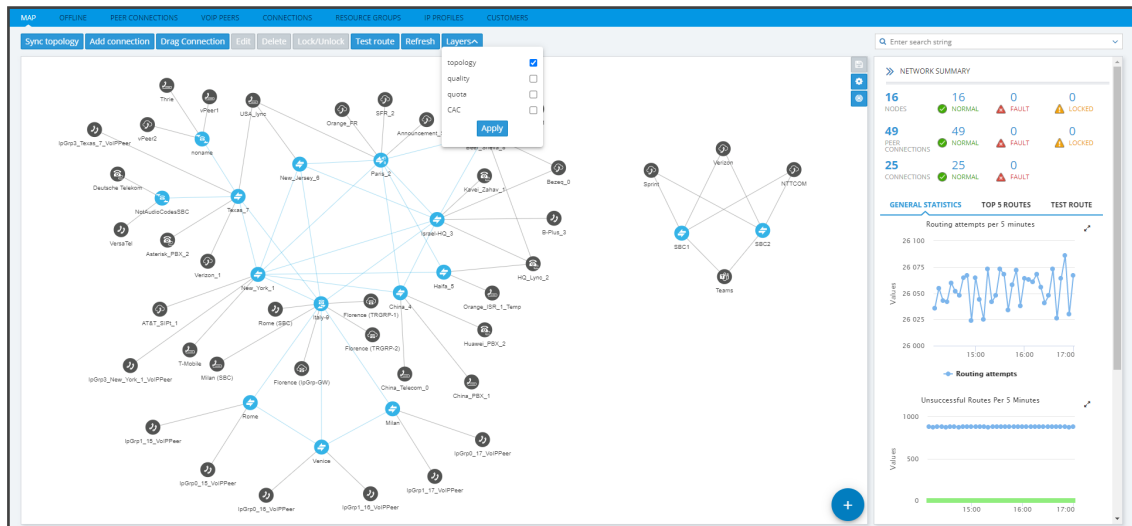 MAP OFFLINE PEER CONNECTIONS VOIP PEERS CONNECTIONS RESOURCE GROUPS IP PROFILES CUSTOMERS
Sync topology Add connection Drag Connection Edit Delete Lock/Unlock Test route Refresh Layers
Enter search string
topology
quality
quota
CAC
Apply
NETWORK SUMMARY
16 16 0 0
NODES NORMAL FAULT LOCKED
49 49 0 0
PEER CONNECTIONS NORMAL FAULT LOCKED
25 25 0
CONNECTIONS NORMAL FAULT
GENERAL STATISTICS TOP 5 ROUTES TEST ROUTE
Routing attempts per 5 minutes
26 100
26 075
26 050
26 025
26 000
Values
15:00 16:00 17:00
Routing attempts
Unsuccessful Routes Per 5 Minutes
1000
500
0
Values
15:00 16:00 17:00
Thria
vPeer1
USA_lync
Orange_FR
SFR_2
vPeer2
IpGrp3_Texas_7_VoIPPeer
noname
New_Jersey_6
Paris_2
Bezeq_0
Deutsche Telekom
Kavei_Zahav_1
NotAudioCodesSBC
Texas_7
VersaTel
Asterisk_PBX_2
Israel-HQ_3
B-Plus_3
Verizon_1
New_York_1
Haifa_5
HQ_Lync_2
AT&T_SIPt_1
Rome (SBC)
Italy-9
Florence (TRGRP-1)
China_4
Orange_ISR_1_Temp
Huawei_PBX_2
Florence (TRGRP-2)
IpGrp3_New_York_1_VoIPPeer
T-Mobile
Milan (SBC)
Florence (IpGrp-GW)
China_Telecom_0
China_PBX_1
Rome
Milan
IpGrp1_16_VoIPPeer
Venice
IpGrp0_17_VoIPPeer
IpGrp0_16_VoIPPeer
IpGrp1_17_VoIPPeer
IpGrp0_18_VoIPPeer
IpGrp1_18_VoIPPeer
Verizon
Sprint
NTTCOM
SBC1
SBC2
Teams